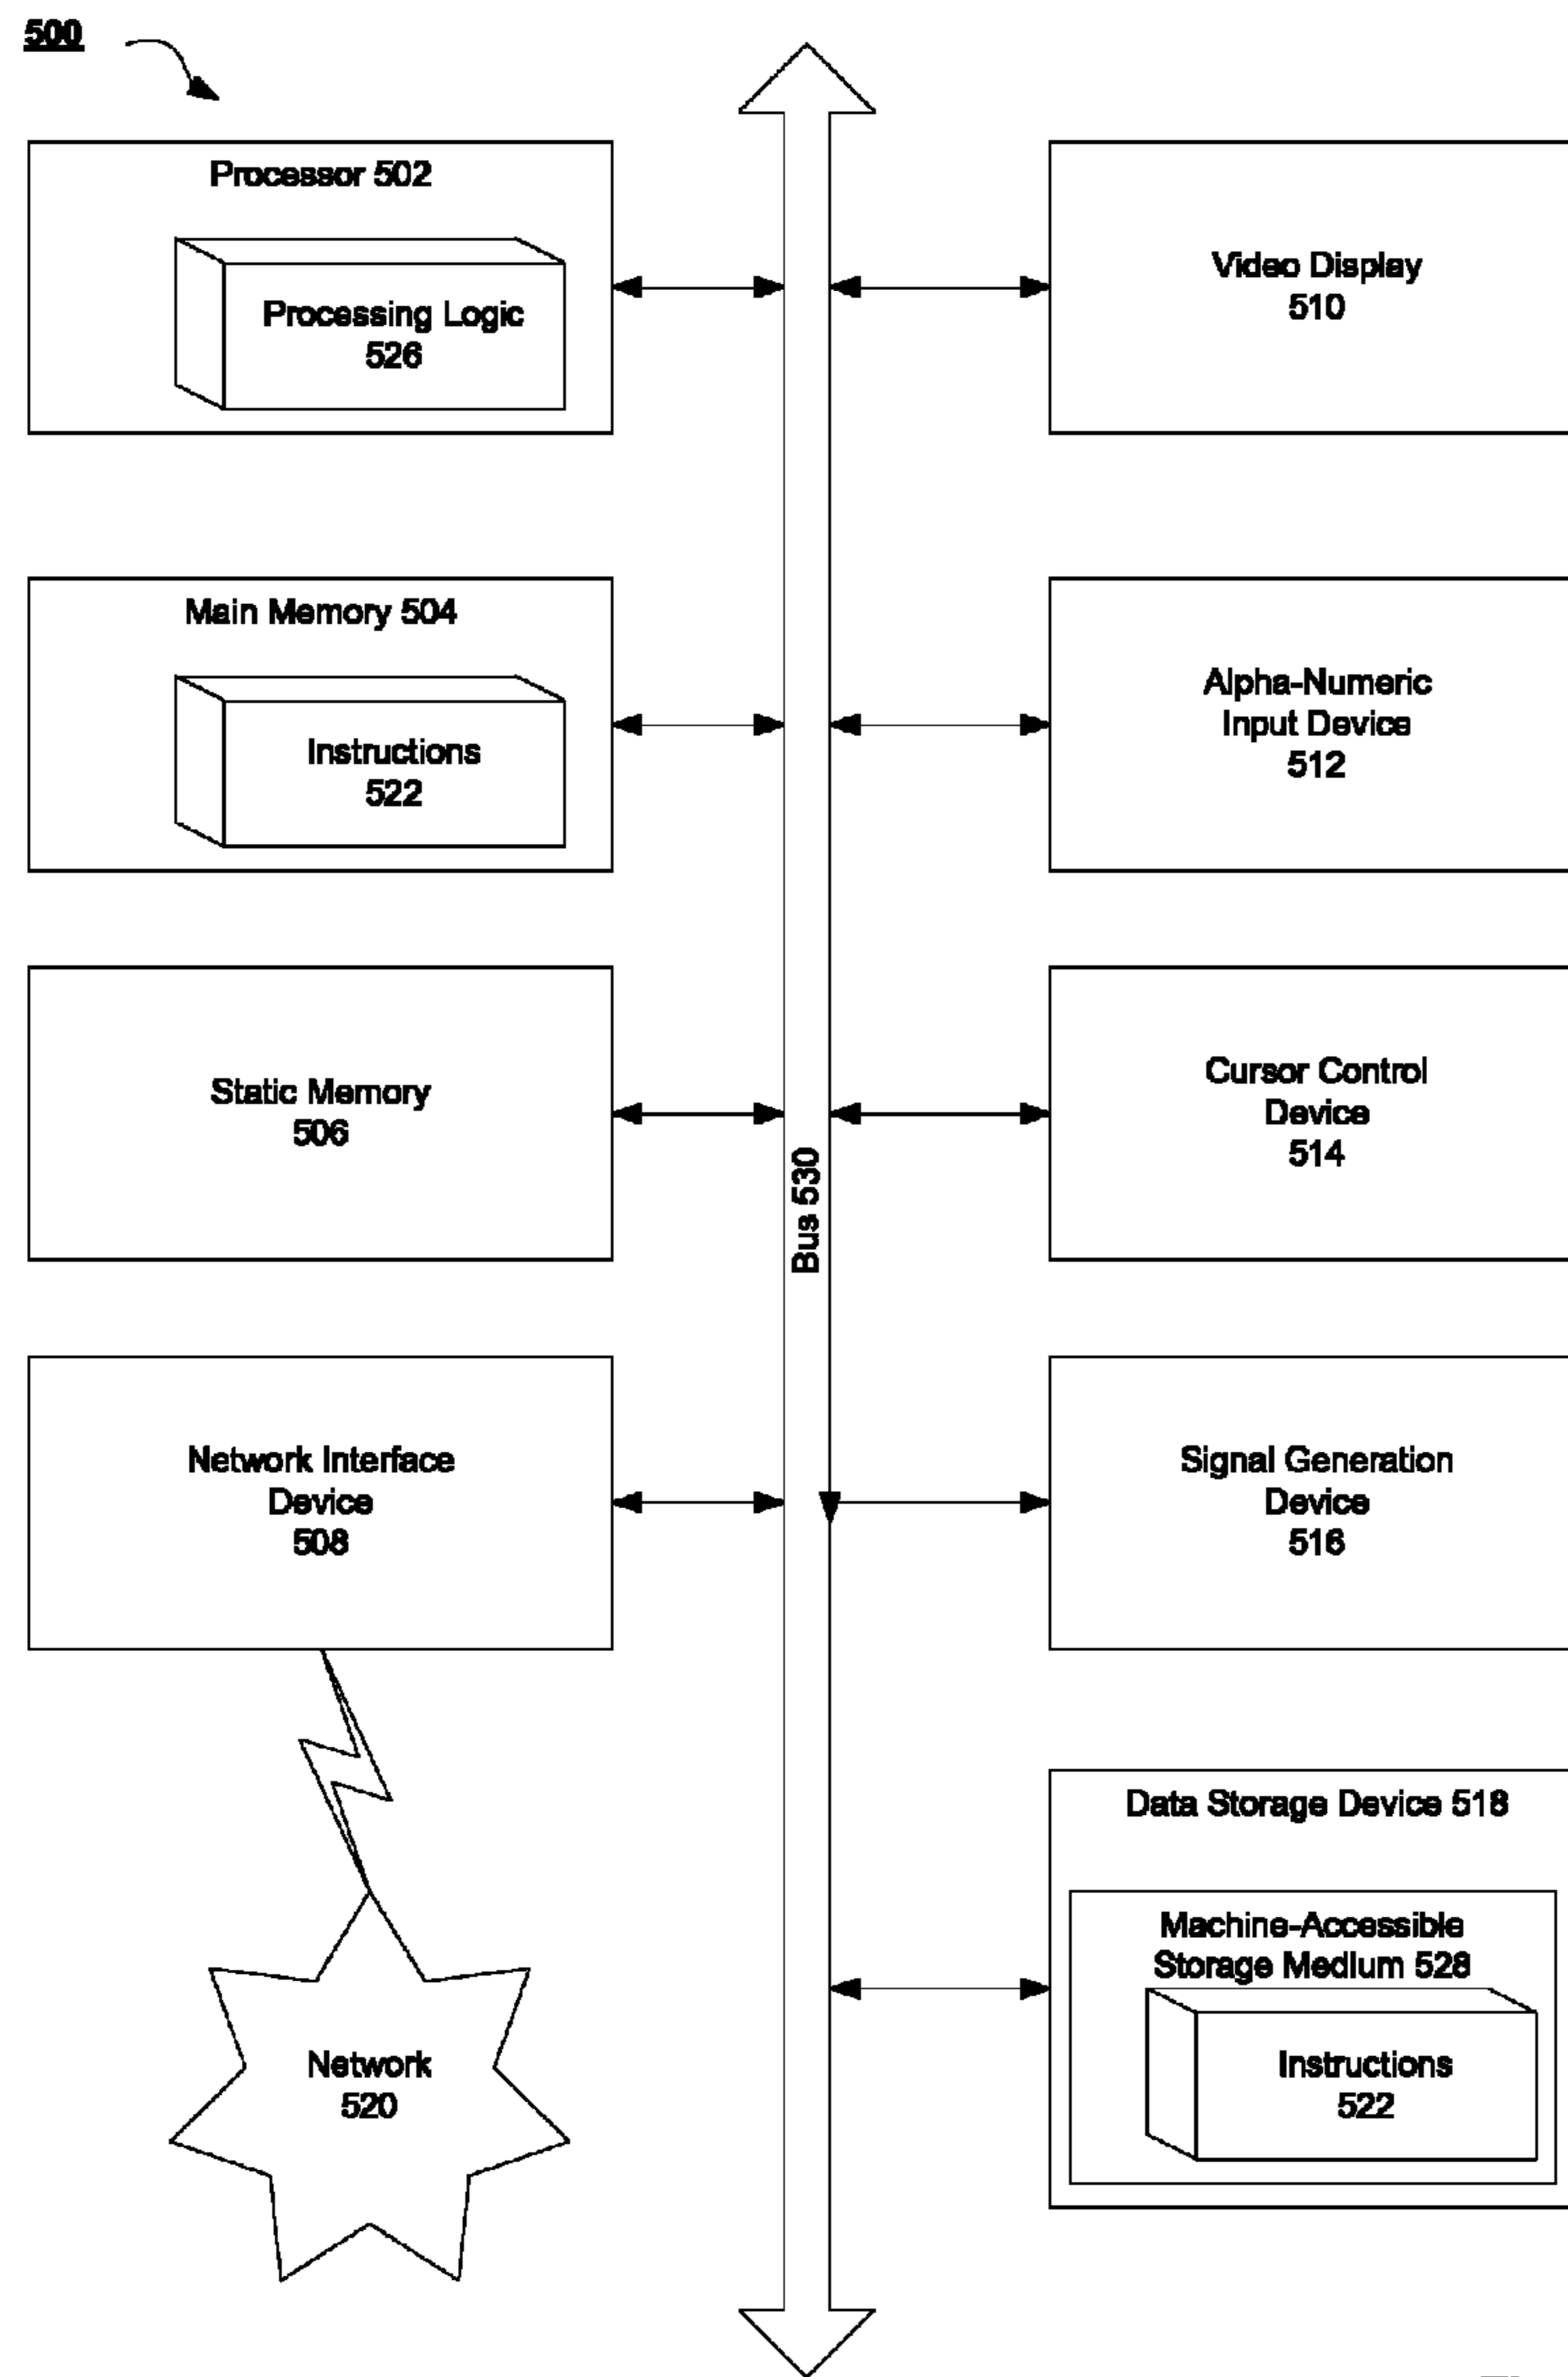 500
Processor 502
Processing Logic
526
Video Display
510
Main Memory 504
Instructions
522
Alpha-Numeric
Input Device
512
Static Memory
506
Cursor Control
Device
514
Bus 530
Network Interface
Device
508
Signal Generation
Device
516
Data Storage Device 518
Machine-Accessible
Storage Medium 528
Instructions
522
Network
520